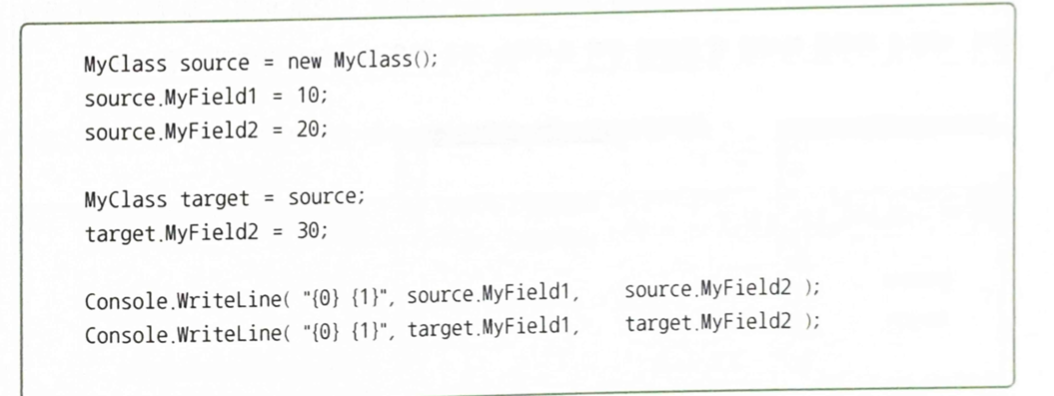 MyClass source = new MyClass();
source.MyField1 = 10;
source.MyField2 = 20;
MyClass target = source;
target.MyField2 = 30;
Console.WriteLine( "{0} {1}", source.MyField1, source.MyField2 );
Console.WriteLine( "{0} {1}", target.MyField1, target.MyField2 );